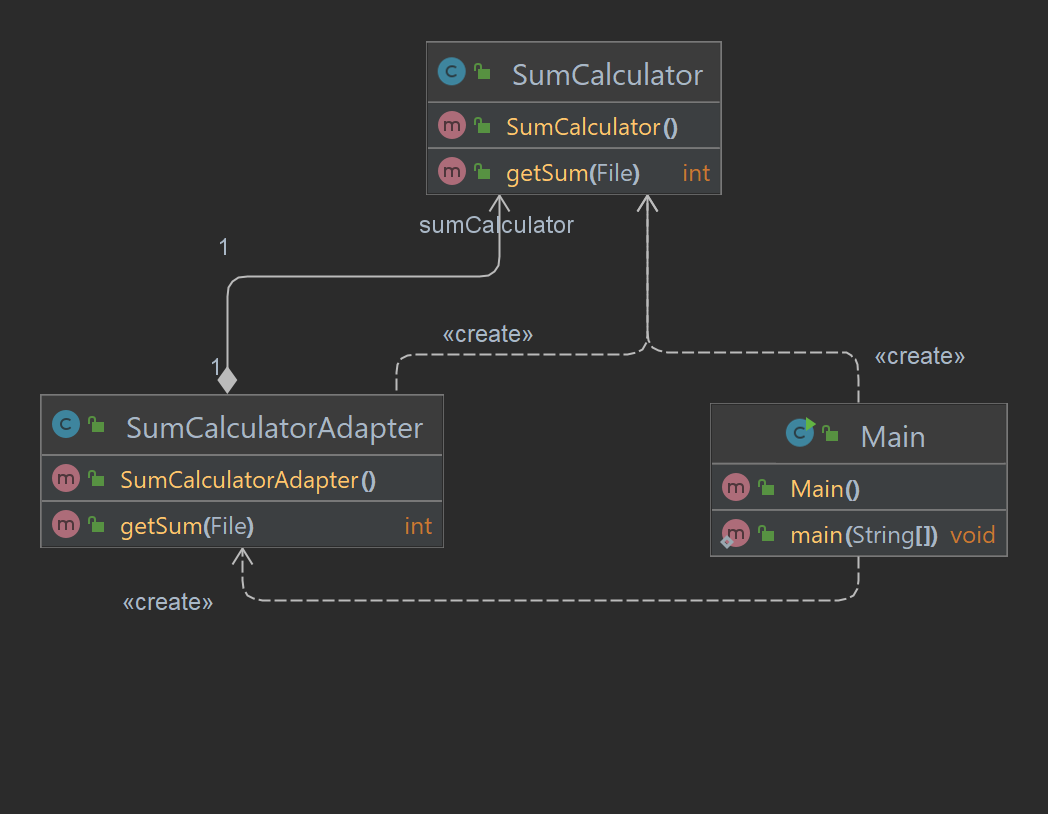 SumCalculator
SumCalculator()
getSum(File) int
sumCalculator
1
«create»
«create»
1
SumCalculatorAdapter
SumCalculatorAdapter()
getSum(File) int
Main
Main()
main(String[]) void
«create»